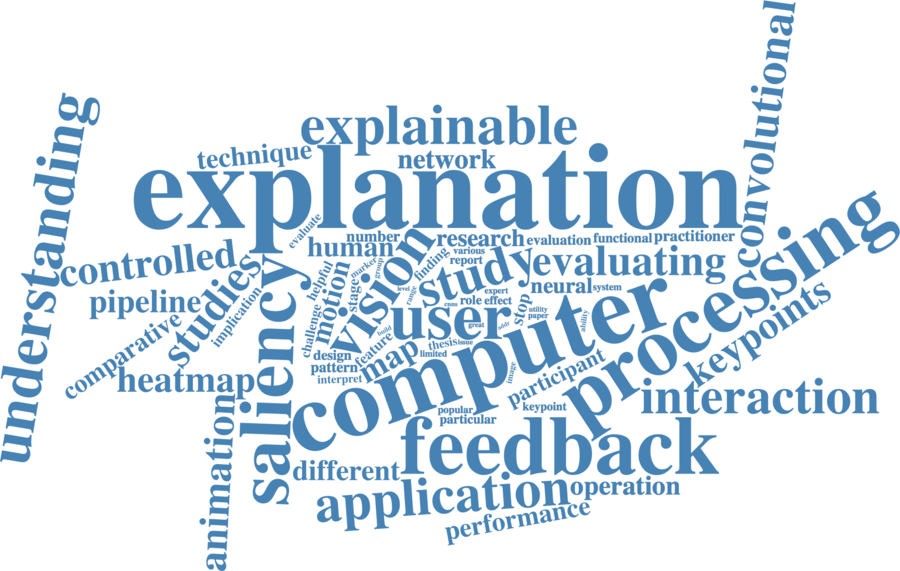 convolutional
understanding
explainable
technique
network
explanation
evaluate
number
human
research
evaluation
functional
practitioner
controlled
studies
helpful
motion
marker
group
vision
finding
various
report
study
evaluating
pipeline
implication
saliency
stage
level
range
expert
role
effect
neural
system
processing
comparative
challenge
build
cnns
user
great
addr
stop
utility
paper
ability
computer
keypoints
heatmap
design
pattern
interpret
feature
map
thesis
issue
limited
image
participant
interaction
animation
popular
particular
keypoint
feedback
different
application
operation
performance